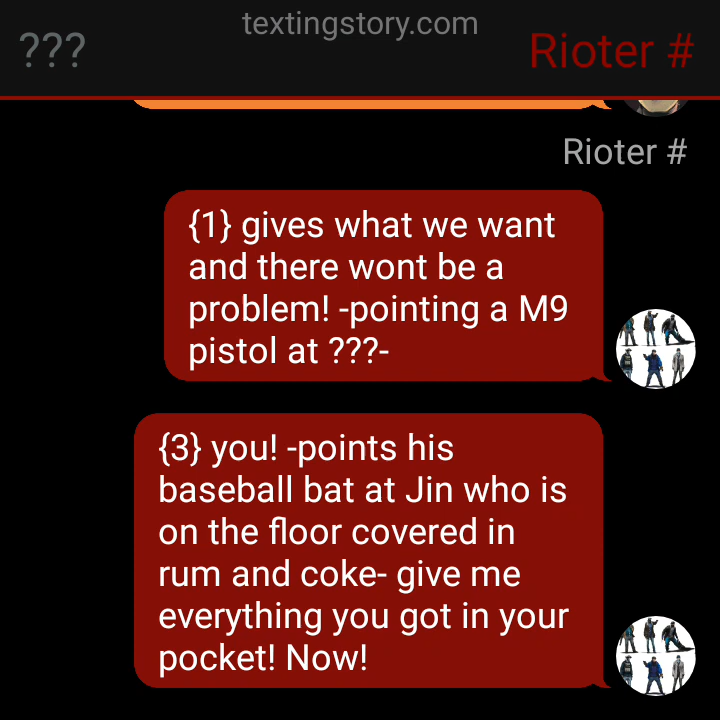 textingstory.com
??? Rioter #
Rioter #
{1} gives what we want
and there wont be a
problem! -pointing a M9
pistol at ???-
{3} you! -points his
baseball bat at Jin who is
on the floor covered in
rum and coke- give me
everything you got in your
pocket! Now!